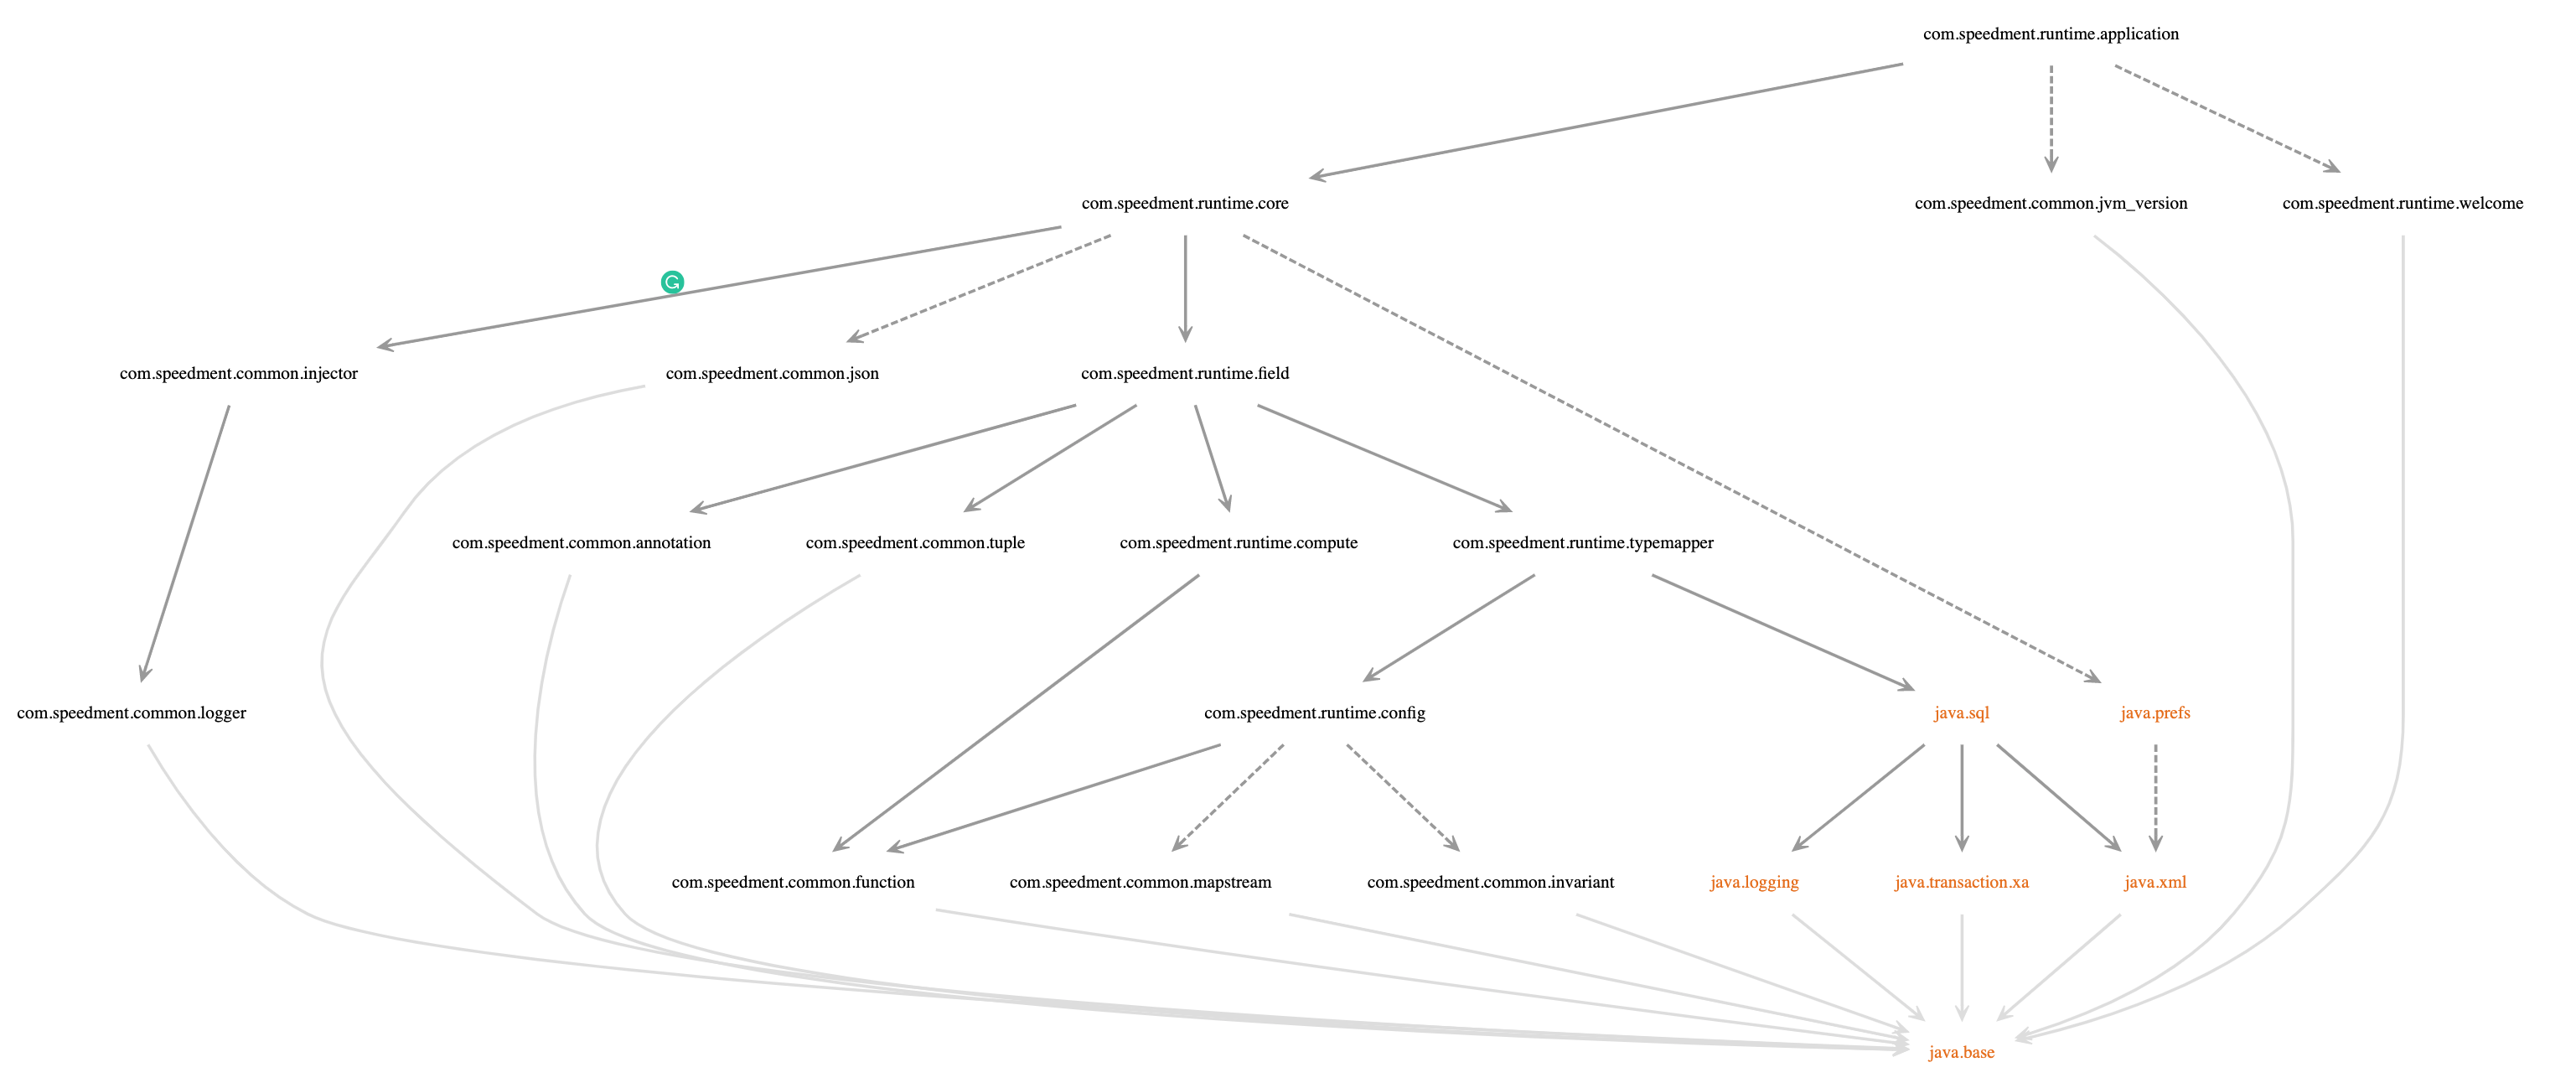 com.speedment.runtime.application
com.speedment.runtime.core
com.speedment.common.jvm_version
com.speedment.runtime.welcome
com.speedment.common.injector
com.speedment.common.json
com.speedment.runtime.field
com.speedment.common.annotation
com.speedment.common.tuple
com.speedment.runtime.compute
com.speedment.runtime.typemapper
com.speedment.common.logger
com.speedment.runtime.config
java.sql
java.prefs
com.speedment.common.function
com.speedment.common.mapstream
com.speedment.common.invariant
java.logging
java.transaction.xa
java.xml
java.base